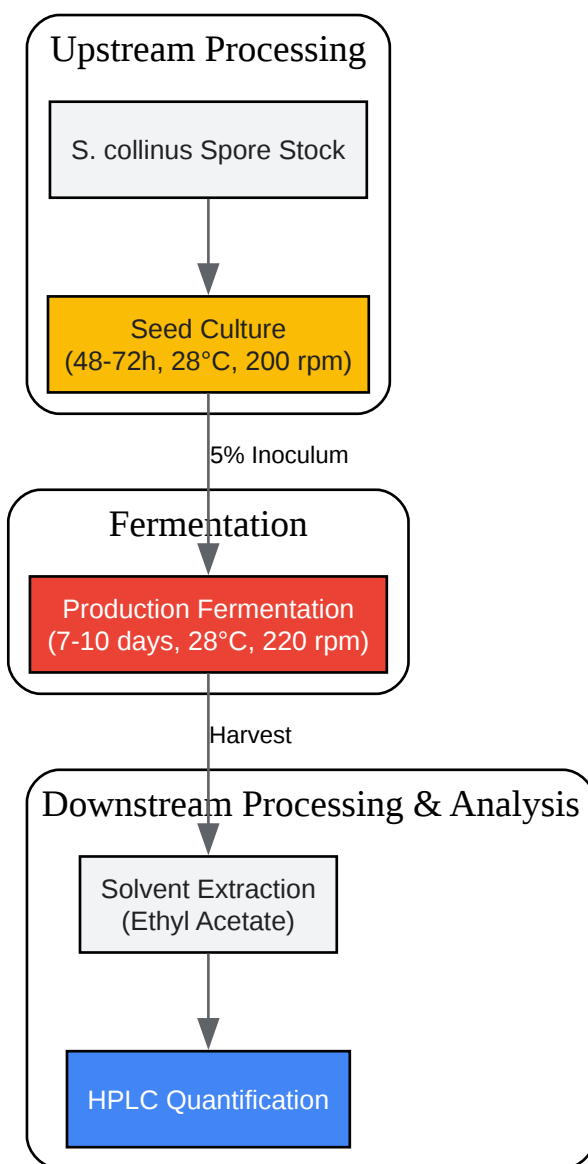 Upstream Processing
S. collinus Spore Stock
Seed Culture
(48-72h, 28°C, 200 rpm)
5% Inoculum
Fermentation
Production Fermentation
(7-10 days, 28°C, 220 rpm)
Harvest
Downstream Processing & Analysis
Solvent Extraction
(Ethyl Acetate)
HPLC Quantification